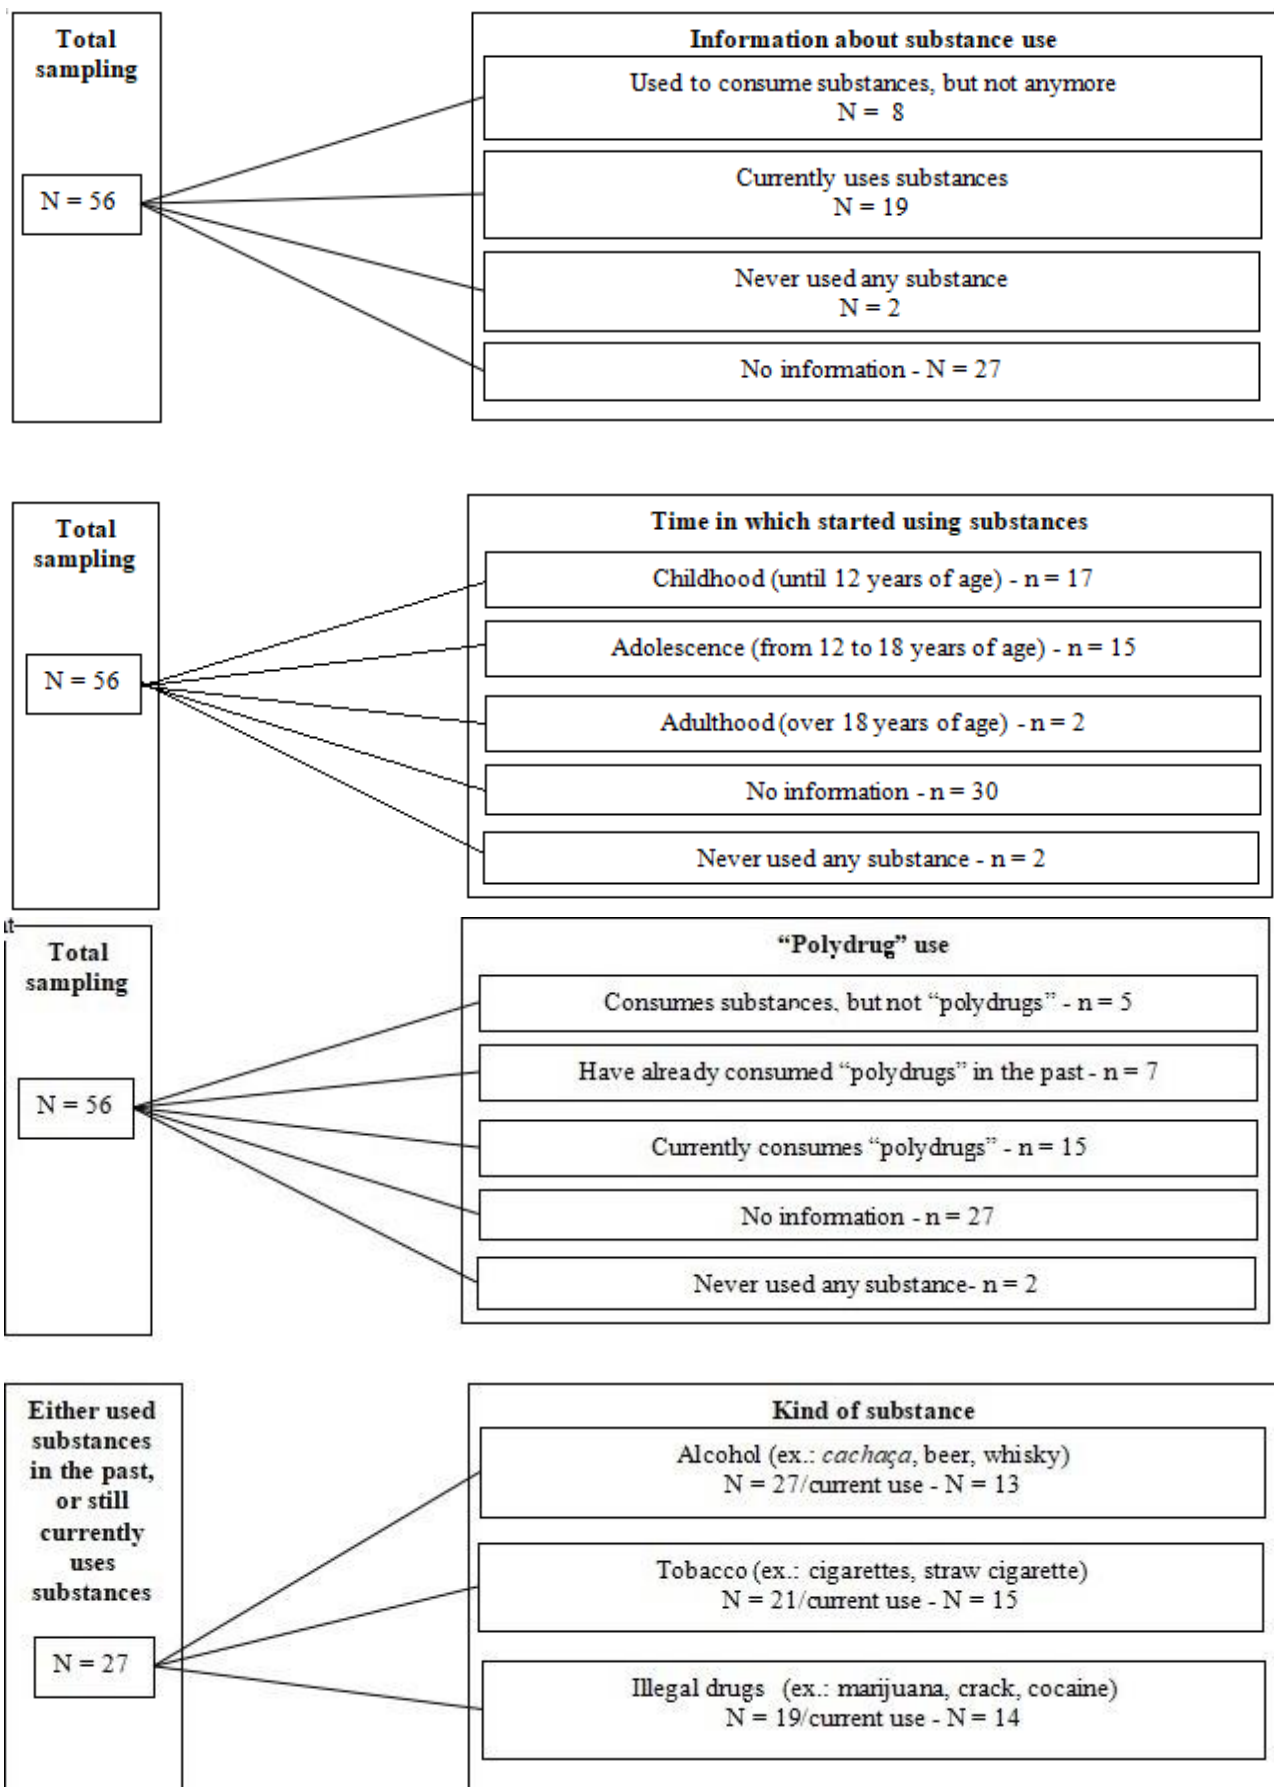 Total
sampling
N = 56
Information about substance use
Used to consume substances, but not anymore
N =  8
Currently uses substances
N = 19
Never used any substance
N = 2
No information - N = 27
Total
sampling
N = 56
Time in which started using substances
Childhood (until 12 years of age) - n = 17
Adolescence (from 12 to 18 years of age) - n = 15
Adulthood (over 18 years of age) - n = 2
No information - n = 30
Never used any substance - n = 2
Total
sampling
N = 56
“Polydrug” use
Consumes substances, but not “polydrugs” - n = 5
Have already consumed “polydrugs” in the past - n = 7
Currently consumes “polydrugs” - n = 15
No information - n = 27
Never used any substance- n = 2
Either used
substances
in the past,
or still
currently
uses
substances
N = 27
Kind of substance
Alcohol (ex.: cachaça, beer, whisky)
N = 27/current use - N = 13
Tobacco (ex.: cigarettes, straw cigarette)
N = 21/current use - N = 15
Illegal drugs  (ex.: marijuana, crack, cocaine)
N = 19/current use - N = 14